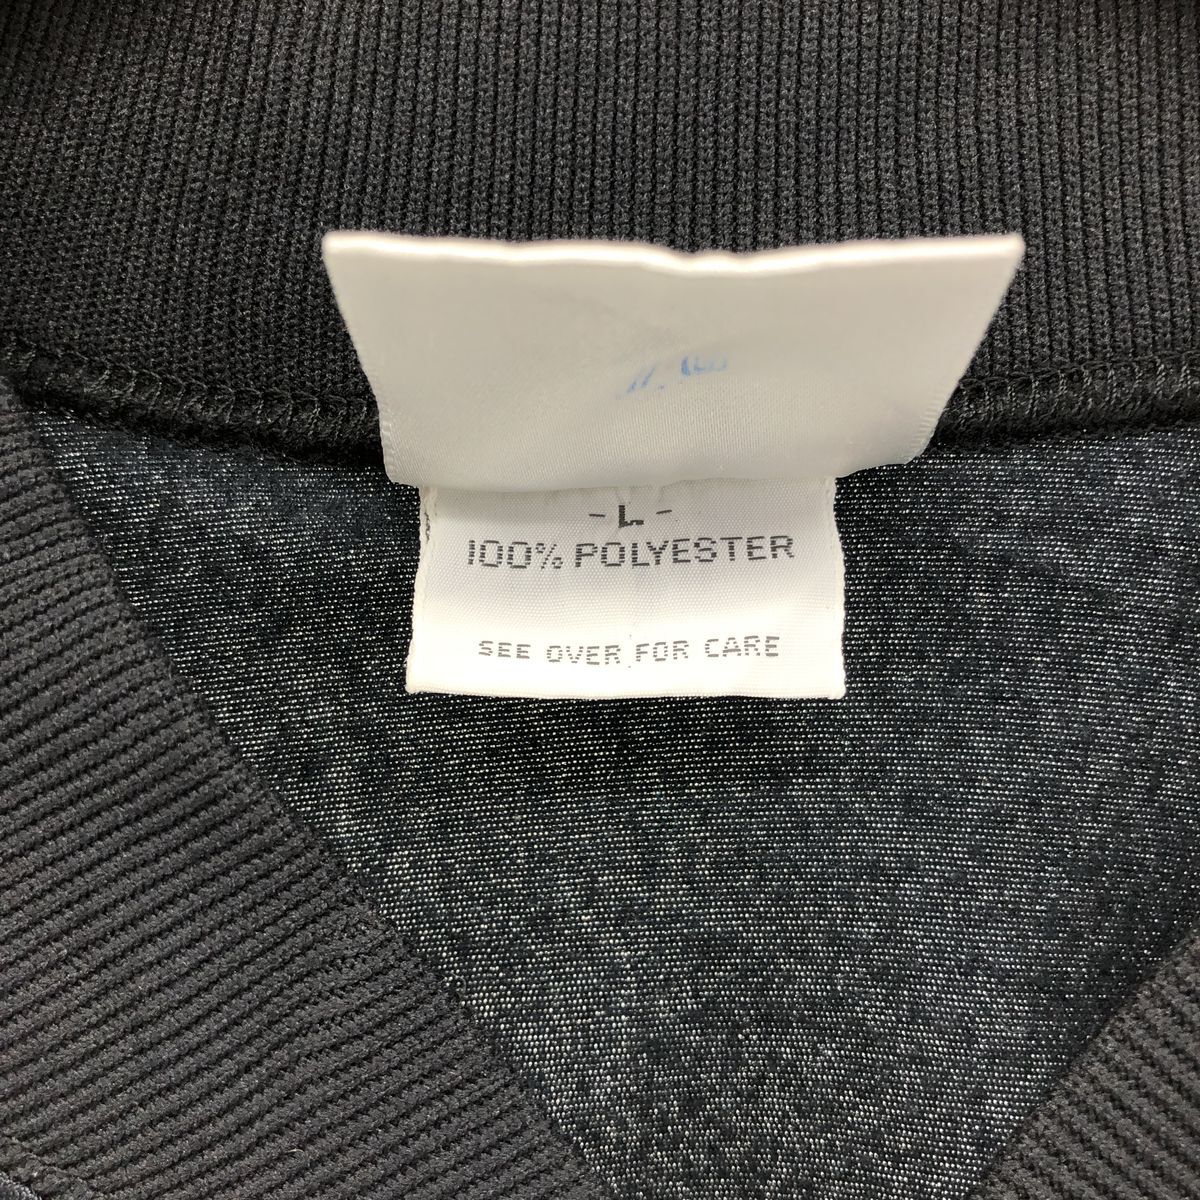 -L-
100% POLYESTER
SEE OVER FOR CARE